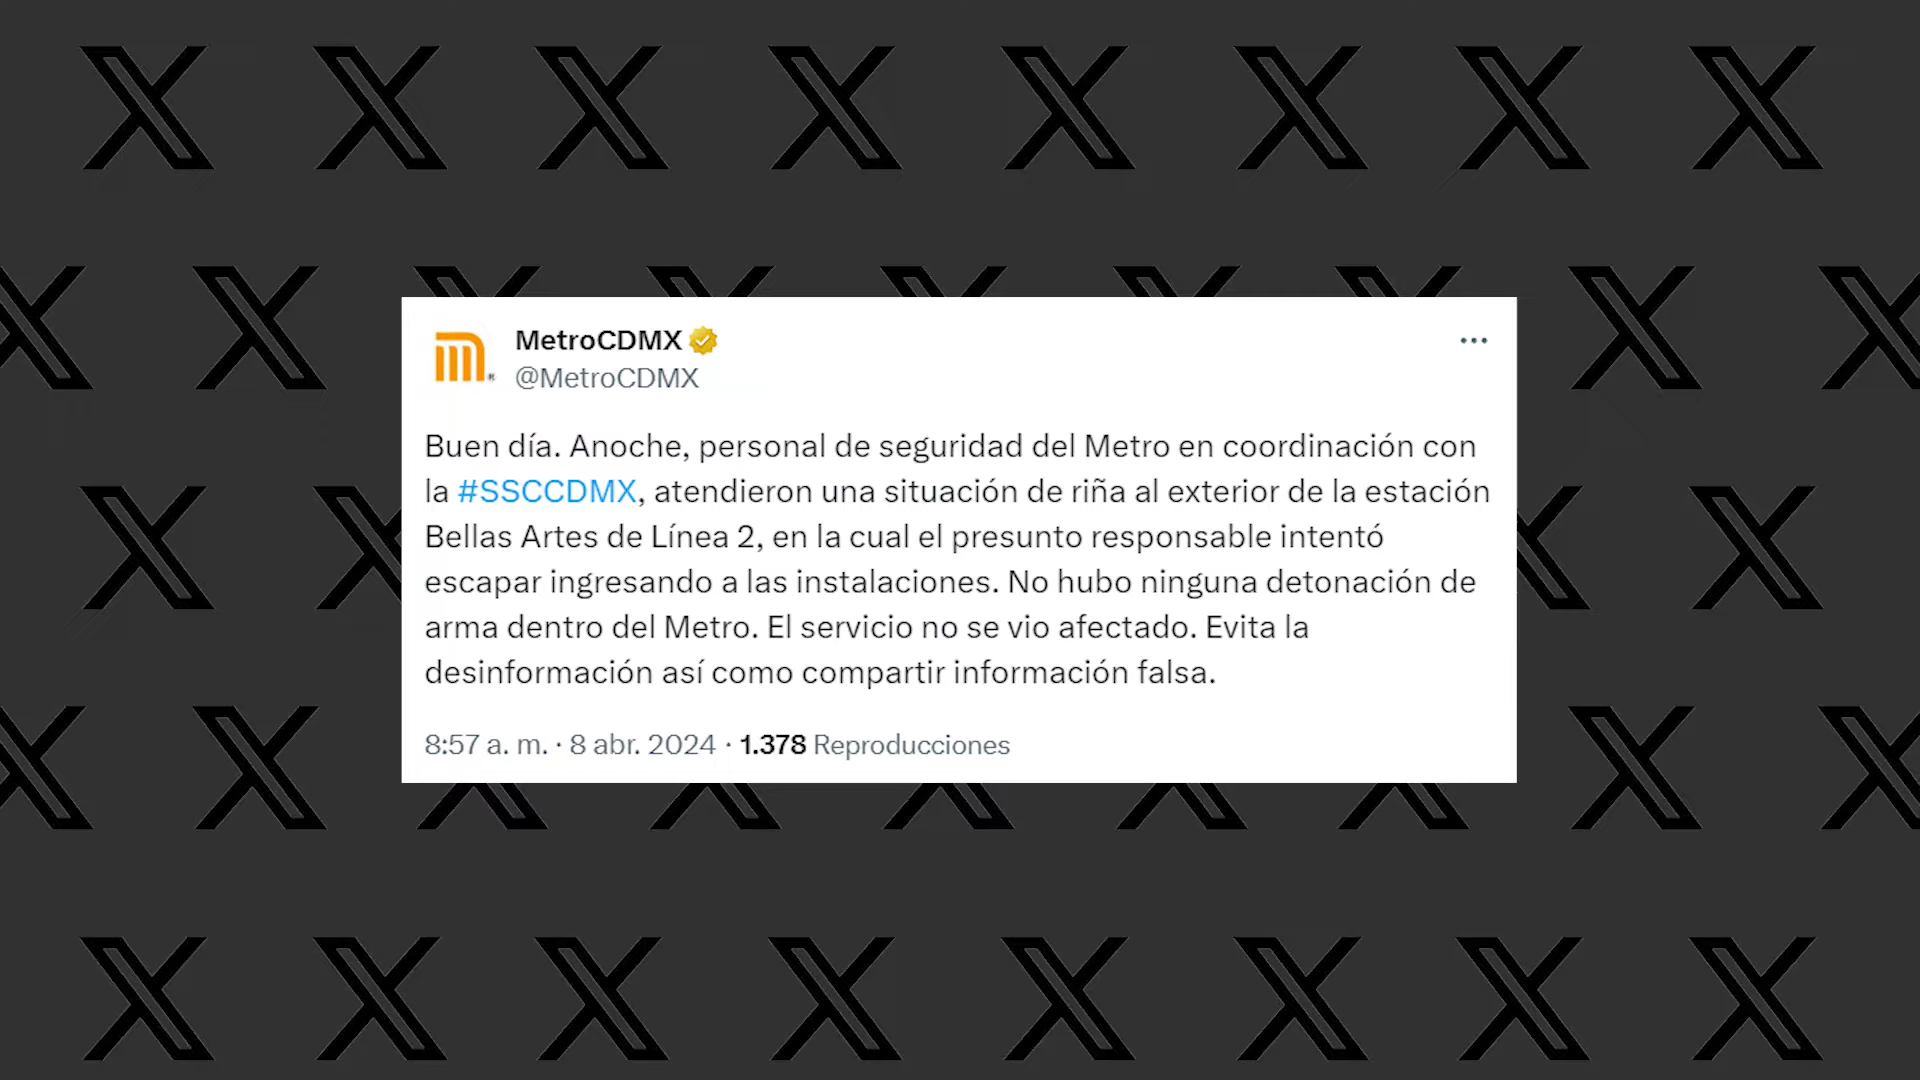 MetroCDMX
@MetroCDMX
Buen día. Anoche, personal de seguridad del Metro en coordinación con
la #SSCCDMX, atendieron una situación de riña al exterior de la estación
Bellas Artes de Línea 2, en la cual el presunto responsable intentó
escapar ingresando a las instalaciones. No hubo ninguna detonación de
arma dentro del Metro. El servicio no se vio afectado. Evita la
desinformación así como compartir información falsa.
8:57 a. m. · 8 abr. 2024 · 1.378 Reproducciones